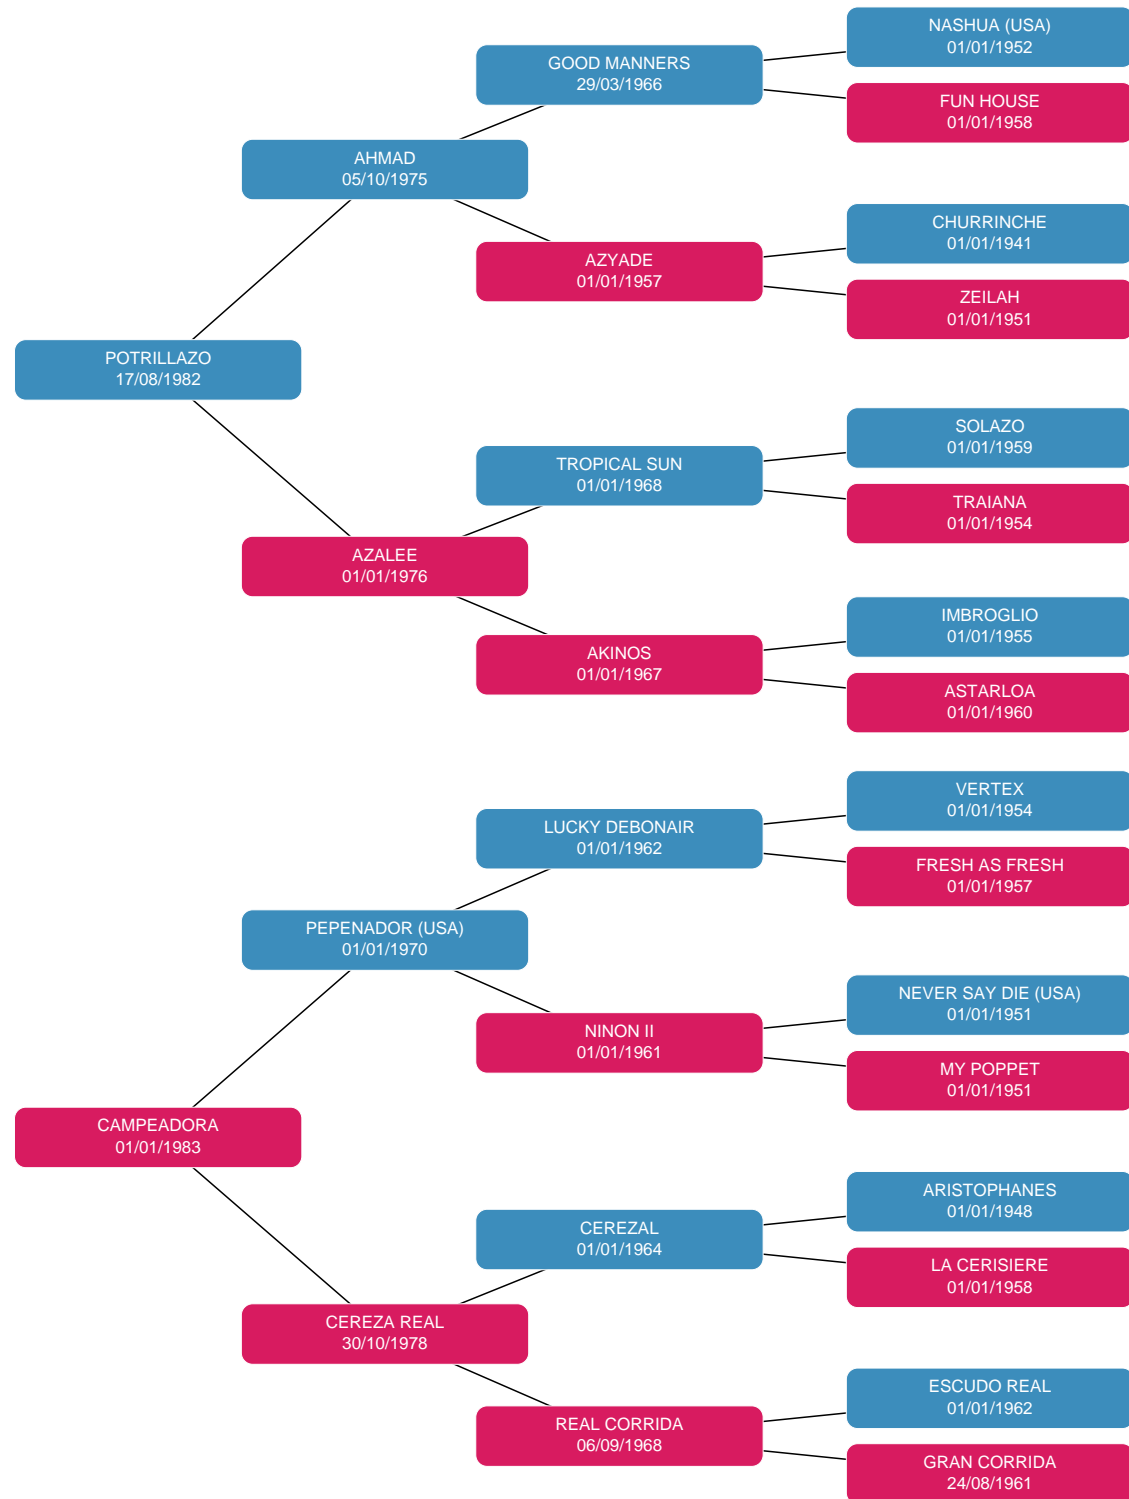 NASHUA (USA)
01/01/1952
GOOD MANNERS
29/03/1966
FUN HOUSE
01/01/1958
AHMAD
05/10/1975
CHURRINCHE
01/01/1941
AZYADE
01/01/1957
ZEILAH
01/01/1951
POTRILLAZO
17/08/1982
SOLAZO
01/01/1959
TROPICAL SUN
01/01/1968
TRAIANA
01/01/1954
AZALEE
01/01/1976
IMBROGLIO
01/01/1955
AKINOS
01/01/1967
ASTARLOA
01/01/1960
VERTEX
01/01/1954
LUCKY DEBONAIR
01/01/1962
FRESH AS FRESH
01/01/1957
PEPENADOR (USA)
01/01/1970
NEVER SAY DIE (USA)
01/01/1951
NINON II
01/01/1961
MY POPPET
01/01/1951
CAMPEADORA
01/01/1983
ARISTOPHANES
01/01/1948
CEREZAL
01/01/1964
LA CERISIERE
01/01/1958
CEREZA REAL
30/10/1978
ESCUDO REAL
01/01/1962
REAL CORRIDA
06/09/1968
GRAN CORRIDA
24/08/1961